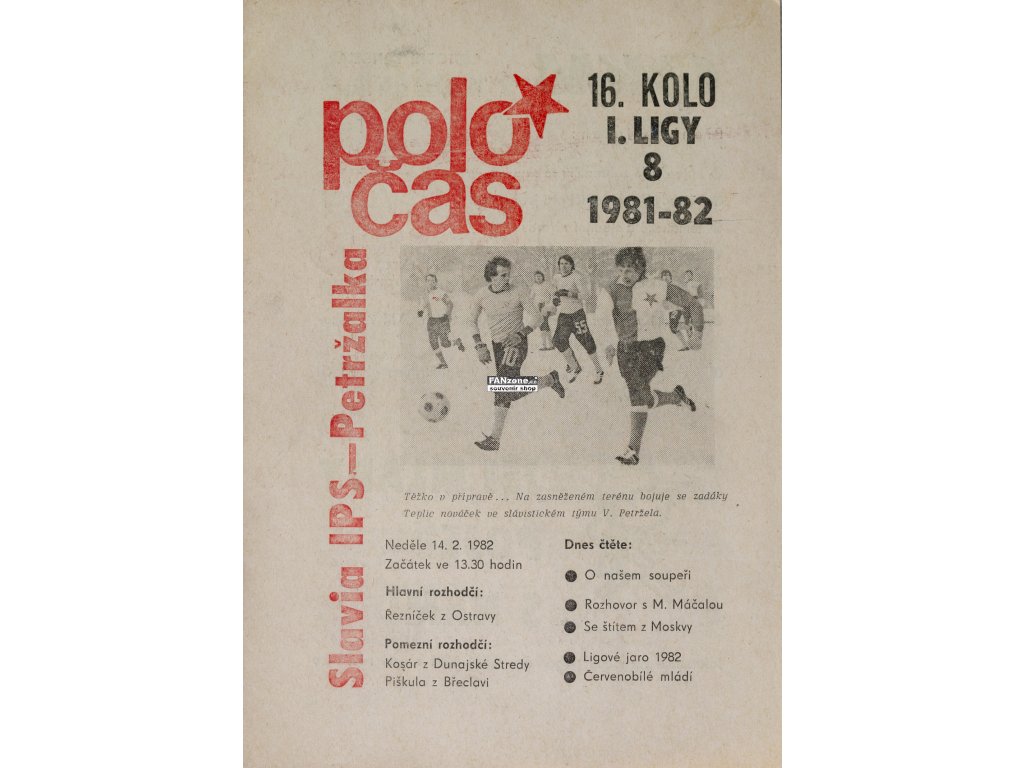 polo
čas
16. KOLO
I. LIGY
8
1981-82
Slavia IPS—Petržalka
10
55
FANzone.cz
souvenir shop
Těžko v přípravě... Na zasněženém terénu bojuje se zadáky
Teplic nováček ve slávistickém týmu V. Petržela.
Neděle 14. 2. 1982
Začátek ve 13.30 hodin
Hlavní rozhodčí:
Řezníček z Ostravy
Pomezní rozhodčí:
Kosár z Dunajské Stredy
Piškula z Břeclavi
Dnes čtěte:
O našem soupeři
Rozhovor s M. Máčalou
Se štítem z Moskvy
Ligové jaro 1982
Červenobílé mládí